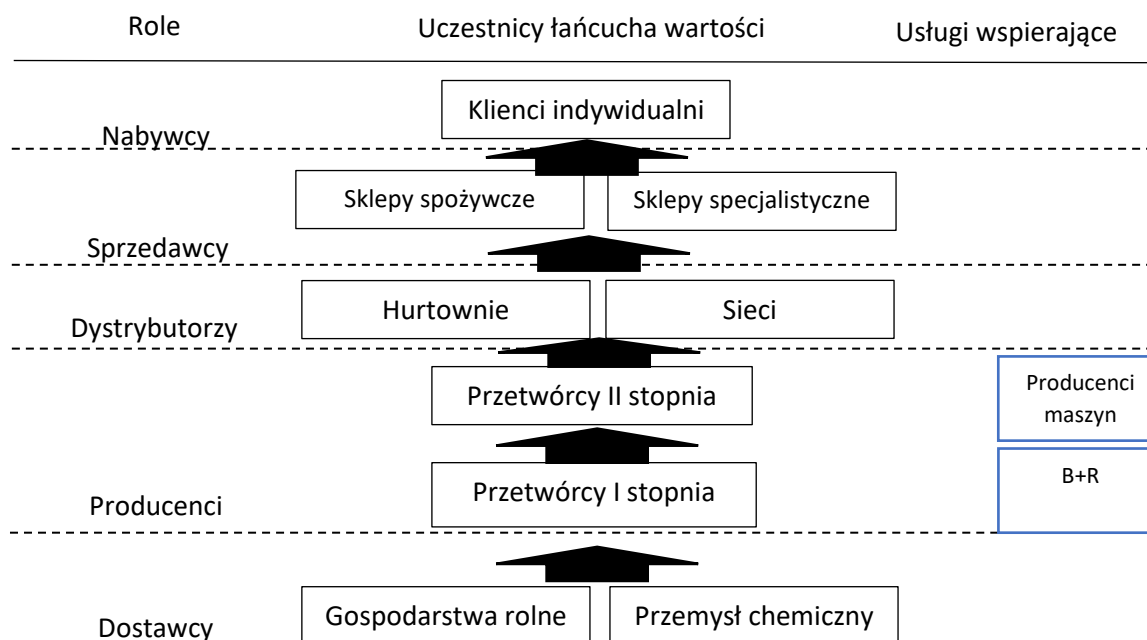 Role
Uczestnicy łańcucha wartości
Usługi wspierające
Klienci indywidualni
Nabywcy
Sklepy spożywcze
Sklepy specjalistyczne
Sprzedawcy
Hurtownie
Sieci
Dystrybutorzy
Przetwórcy II stopnia
Producenci
maszyn
Przetwórcy I stopnia
B+R
Producenci
Gospodarstwa rolne
Przemysł chemiczny
Dostawcy